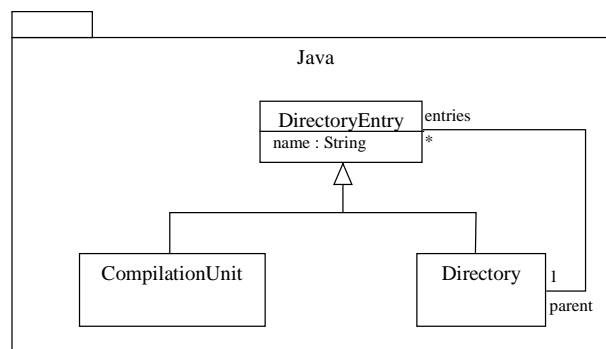 Java
DirectoryEntry
entries
name : String
*
CompilationUnit
Directory
1
parent